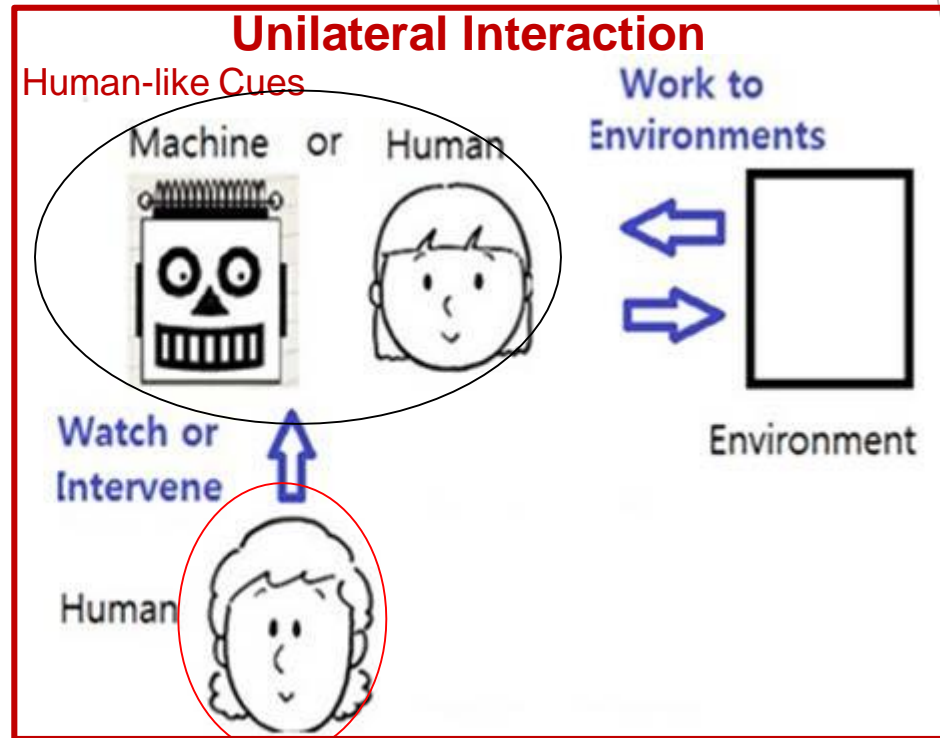 Unilateral Interaction
Human-like Cues
Work to
Environments
Machine or Human
Watch or
Intervene
Environment
Human